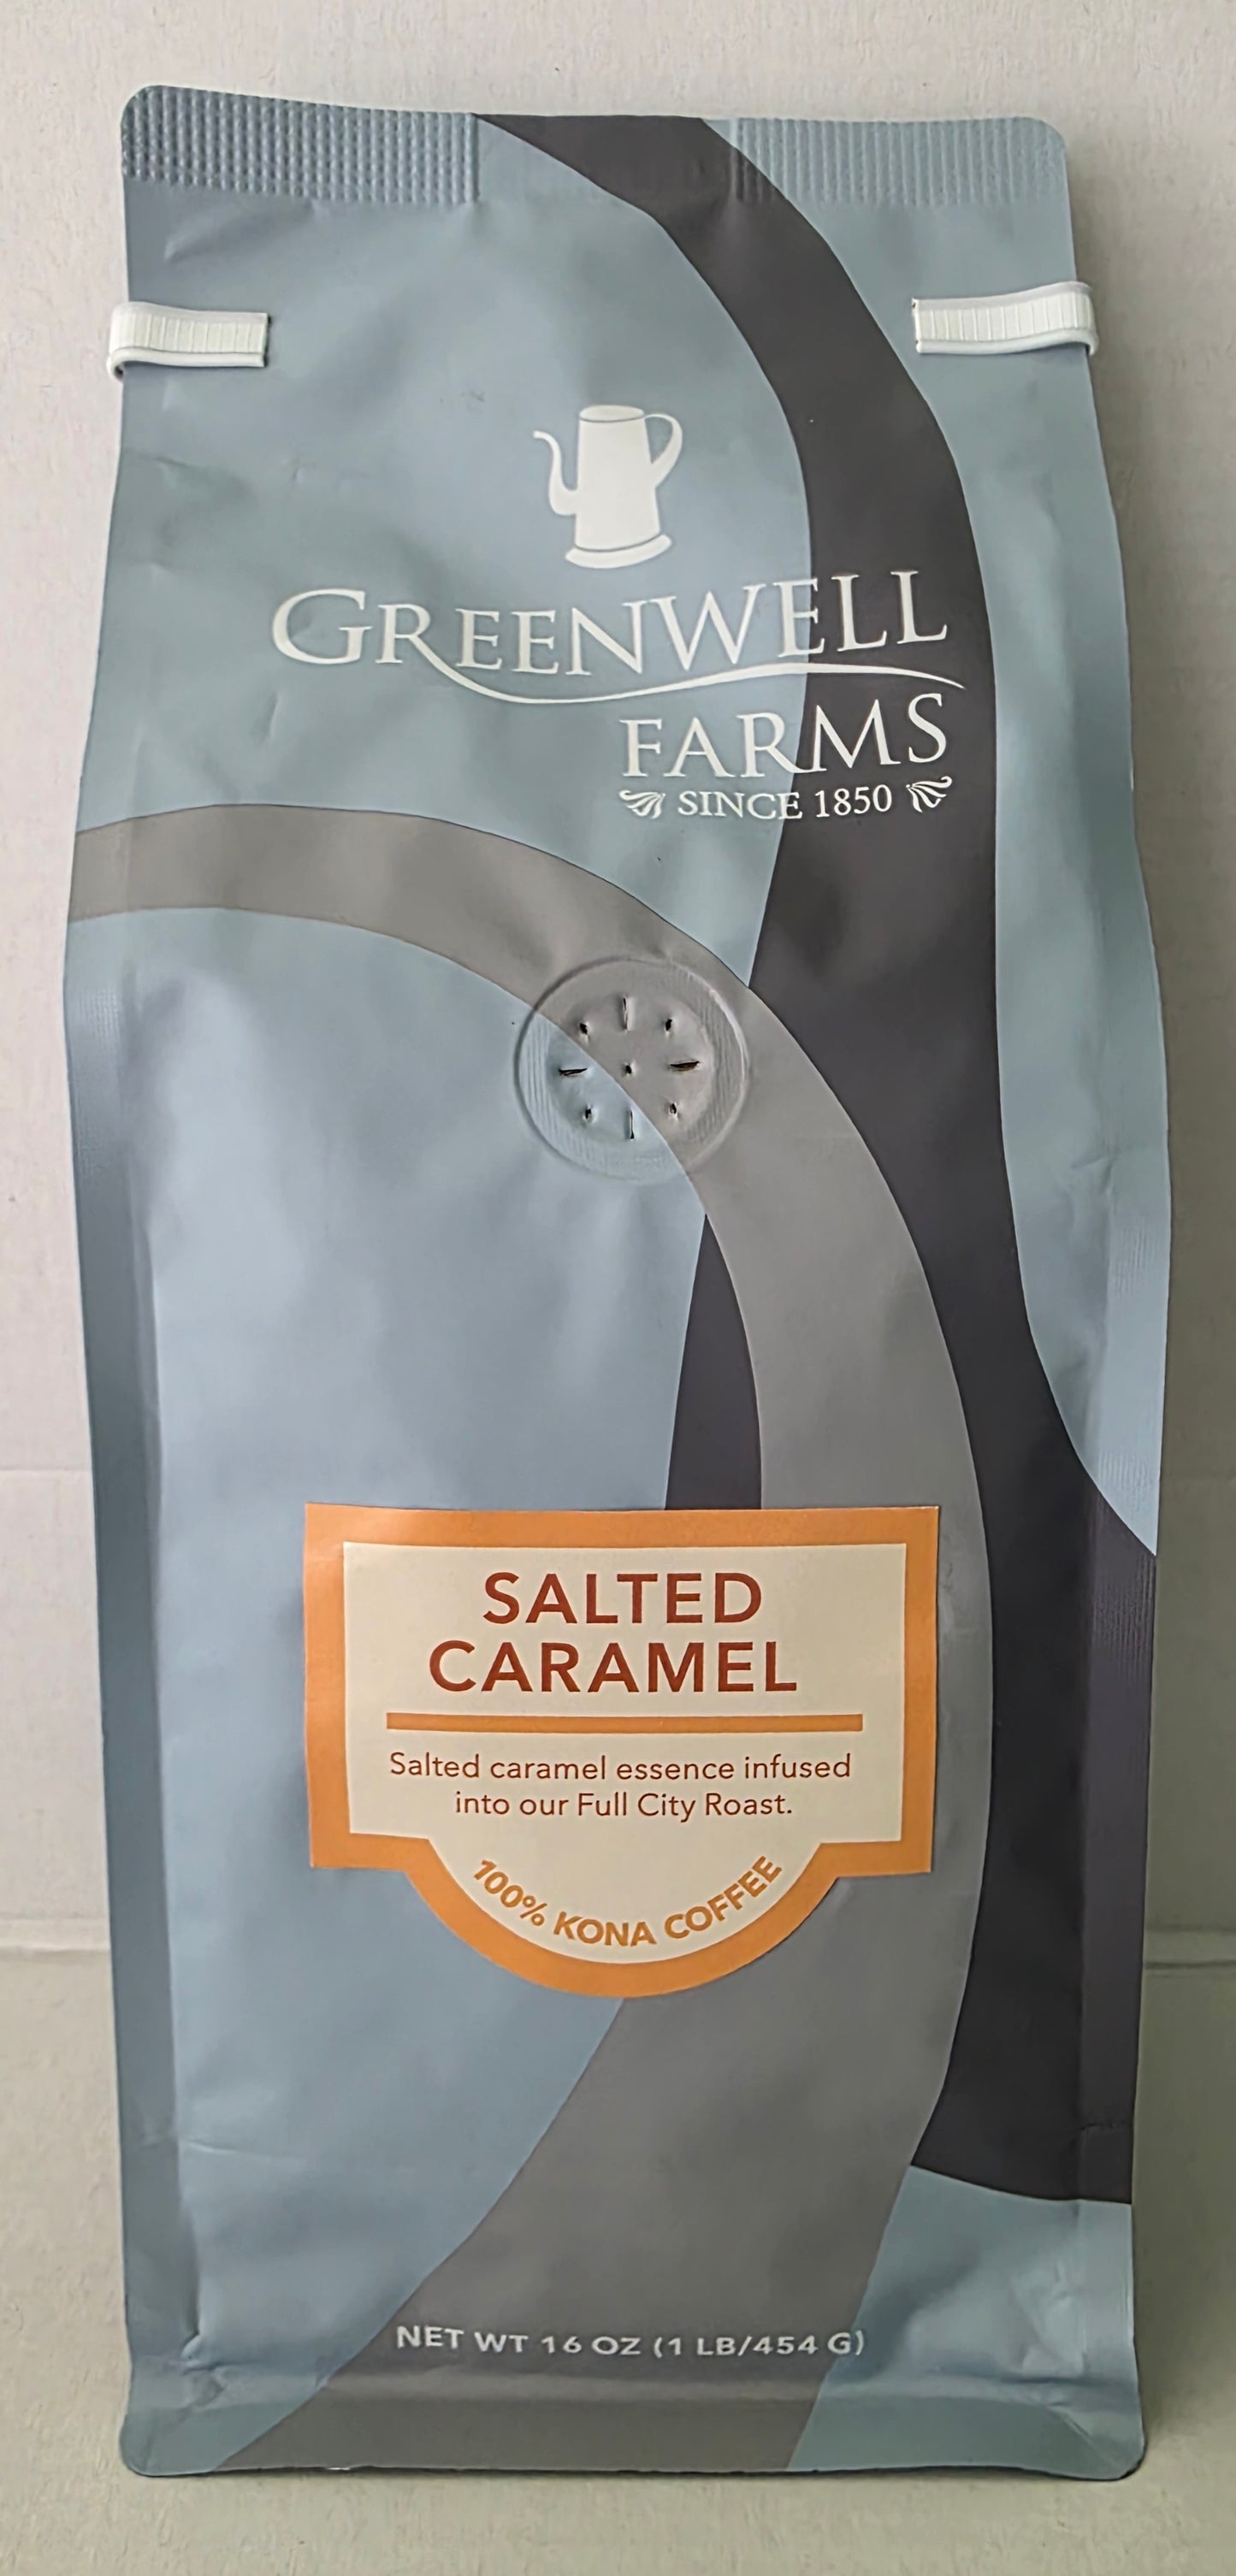 GREENWELL
FARMS
SINCE 1850
SALTED
CARAMEL
Salted caramel essence infused
into our Full City Roast.
100% KONA COFFEE
NET WT 16 OZ (1 LB/454 G)